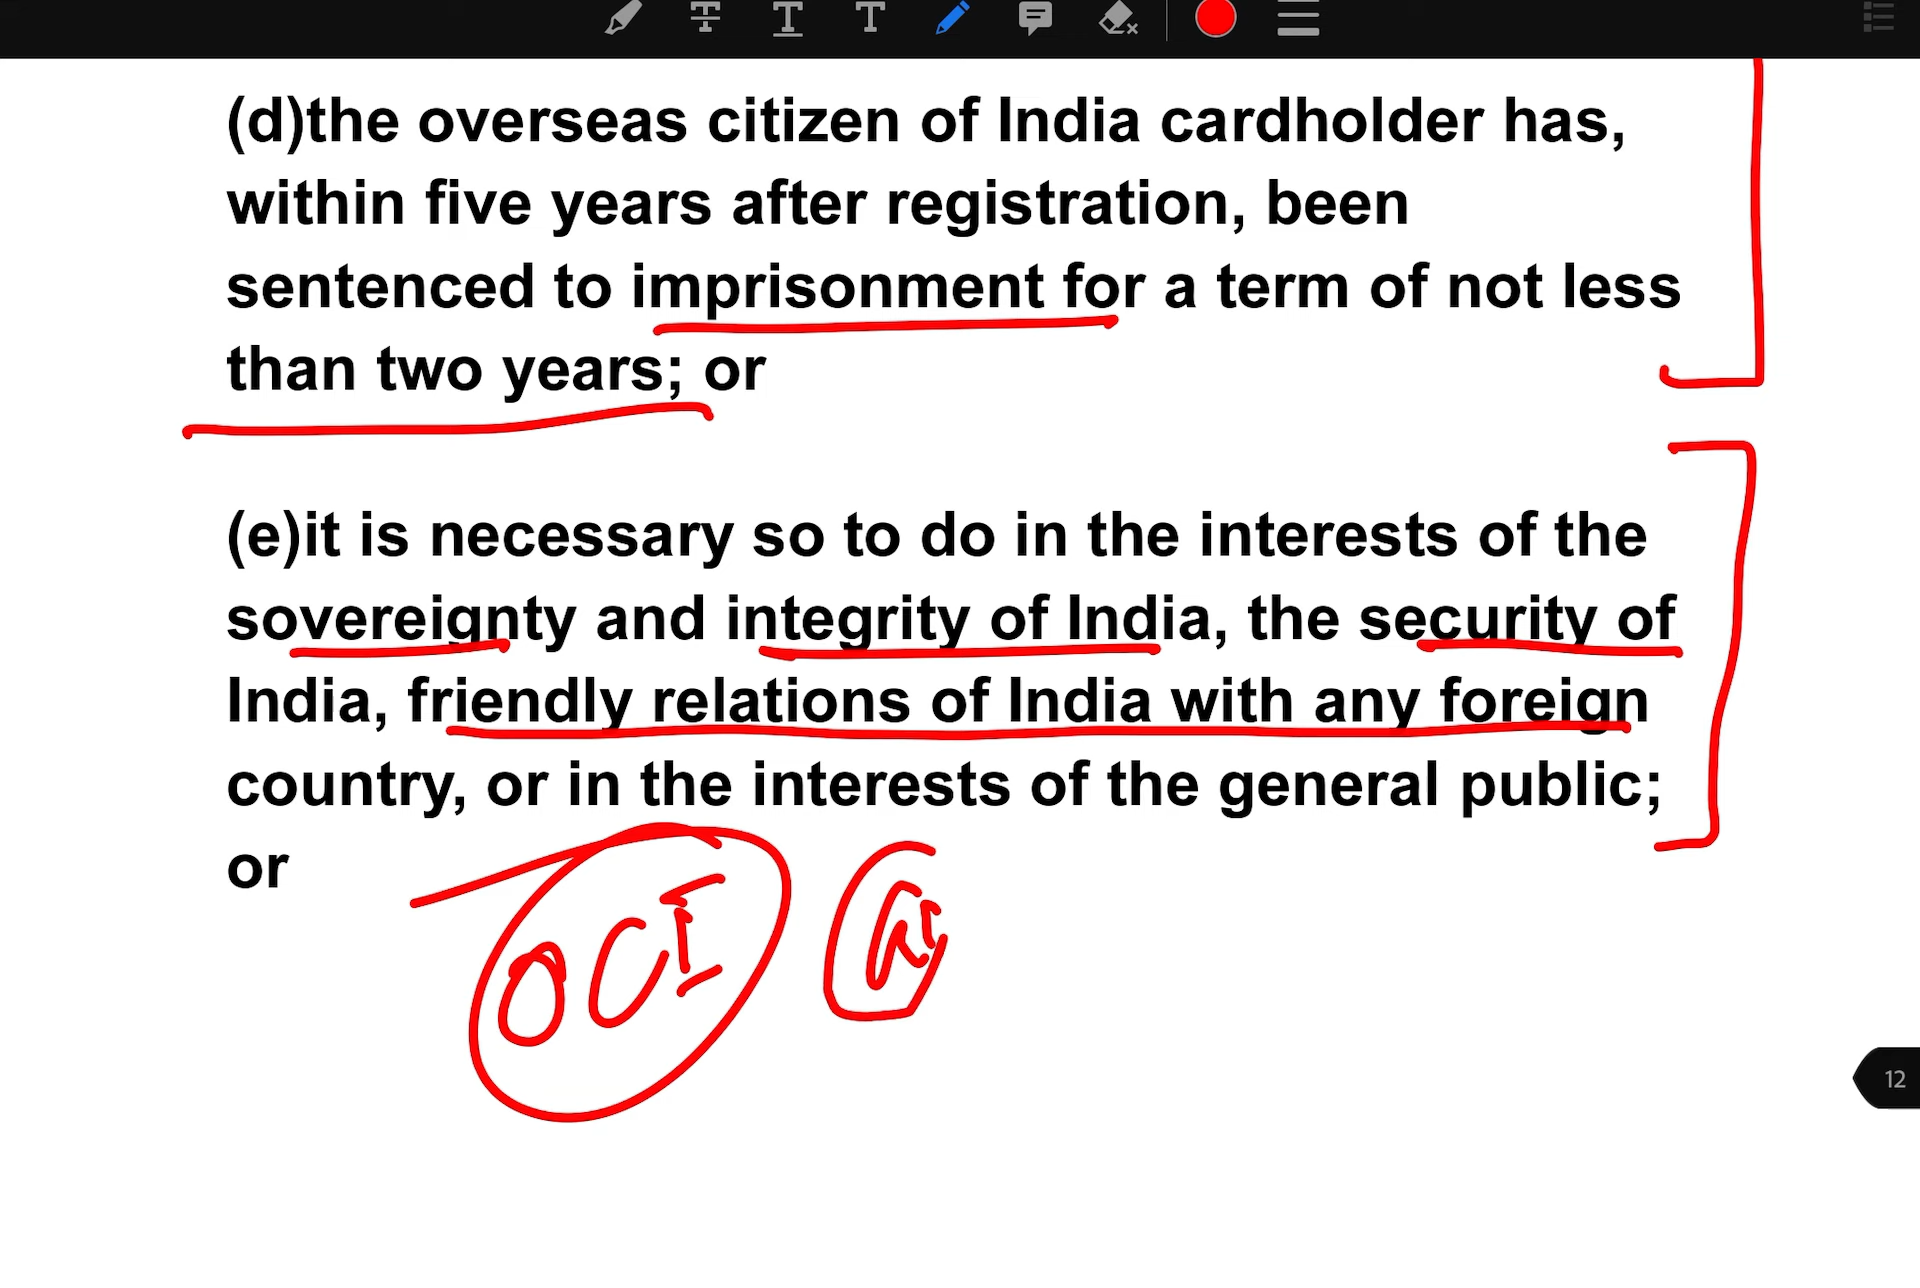 (d)the overseas citizen of India cardholder has,
within five years after registration, been
sentenced to imprisonment for a term of not less
than two years; or
(e)it is necessary so to do in the interests of the
sovereignty and integrity of India, the security of
India, friendly relations of India with any foreign
country, or in the interests of the general public;
or
OCI
12